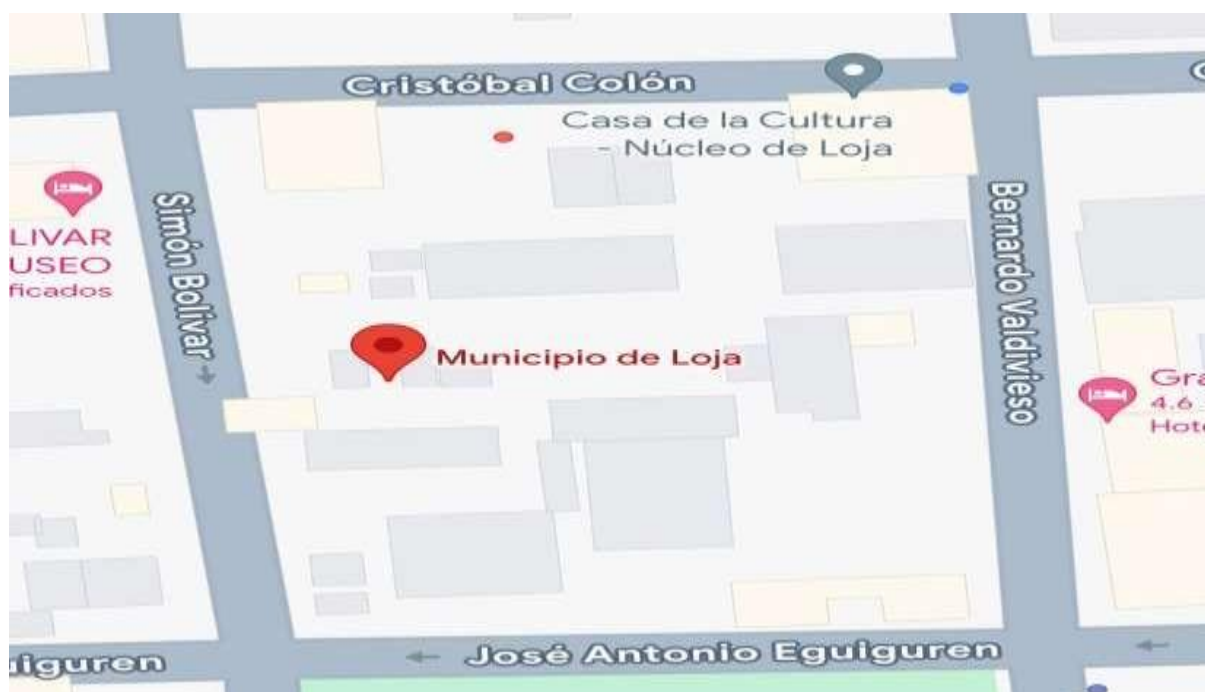 Cristóbal Colón
Casa de la Cultura
- Núcleo de Loja
Simón Bolívar
LIVAR
USEO
ficados
Bernardo Valdivieso
Municipio de Loja
Gra
4.6
Hote
José Antonio Eguiguren
uiguren